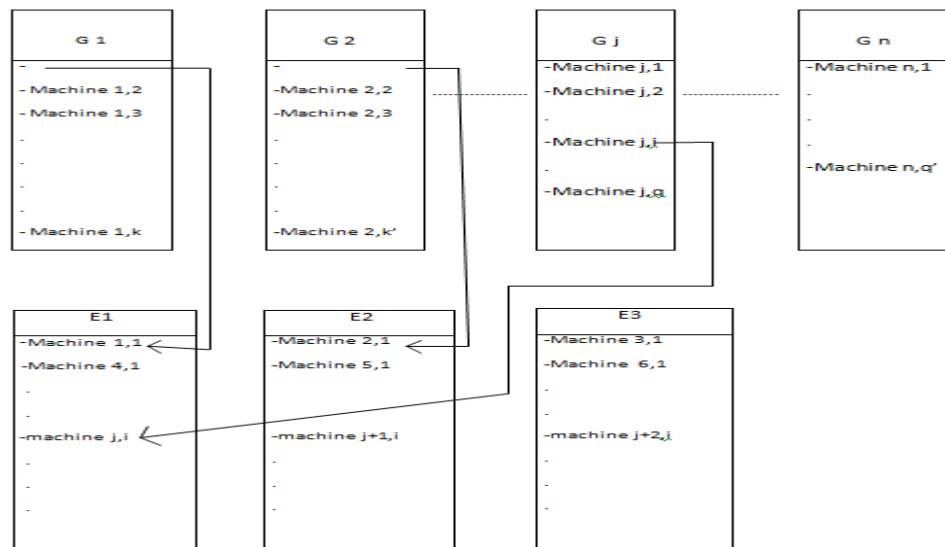 G 1
-
- Machine 1,2
- Machine 1,3
.
.
.
.
- Machine 1,k
G 2
-
-Machine 2,2
-Machine 2,3
.
.
.
.
-Machine 2,k'
G j
-Machine j,1
-Machine j,2
.
-Machine j,i
.
-Machine j,q
G n
-Machine n,1
.
.
.
-Machine n,q'
E1
-Machine 1,1
-Machine 4,1
.
.
-machine j,i
.
.
.
E2
-Machine 2,1
-Machine 5,1
.
.
-machine j+1,i
.
.
.
E3
-Machine 3,1
-Machine 6,1
.
.
-machine j+2,i
.
.
.